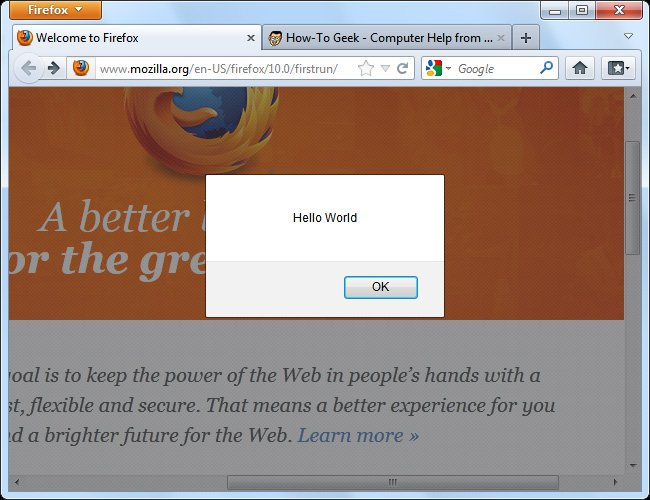 Firefox
Welcome to Firefox
How-To Geek - Computer Help from ...
www.mozilla.org/en-US/firefox/10.0/firstrun/
Google
A better
or the gre
Hello World
OK
oal is to keep the power of the Web in people's hands with a
st, flexible and secure. That means a better experience for you
nd a brighter future for the Web. Learn more »